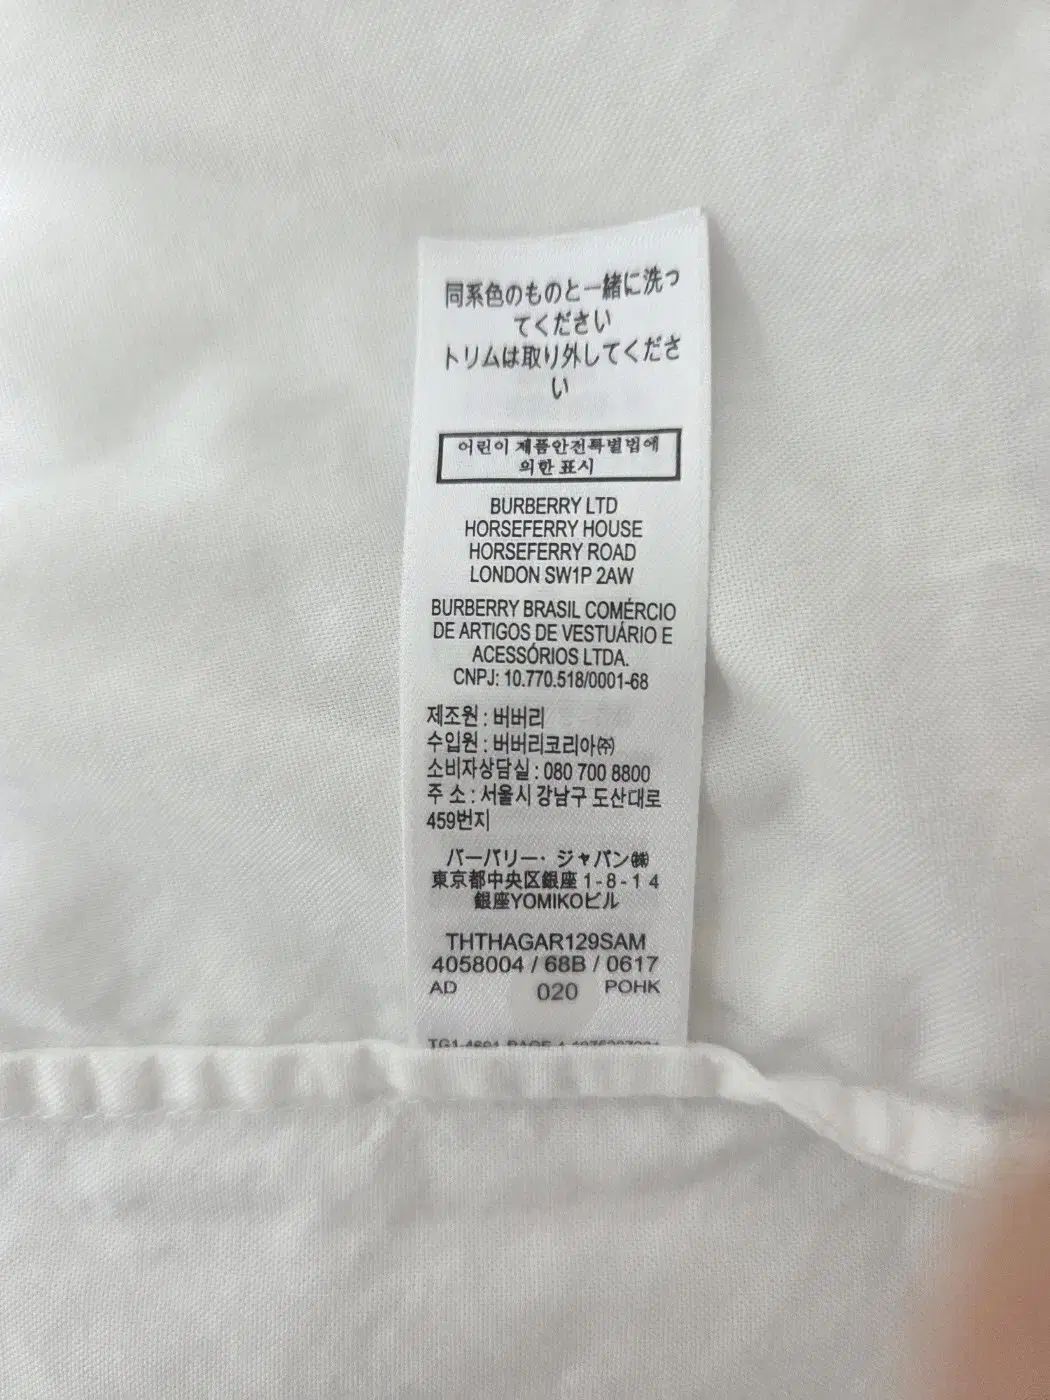 同系色のものと一緒に洗っ
てください
トリムは取り外してくださ
い
어린이 제품안전특별법에
의한 표시
BURBERRY LTD
HORSEFERRY HOUSE
HORSEFERRY ROAD
LONDON SW1P 2AW
BURBERRY BRASIL COMÉRCIO
DE ARTIGOS DE VESTUÁRIO E
ACESSÓRIOS LTDA.
CNPJ: 10.770.518/0001-68
제조원 : 버버리
수입원 : 버버리코리아㈜
소비자상담실 : 080 700 8800
주 소 : 서울시 강남구 도산대로
459번지
バーバリー・ジャパン㈱
東京都中央区銀座 1 - 8 - 1 4
銀座YOMIKOビル
THTHAGAR129SAM
4058004 / 68B / 0617
AD 020 POHK